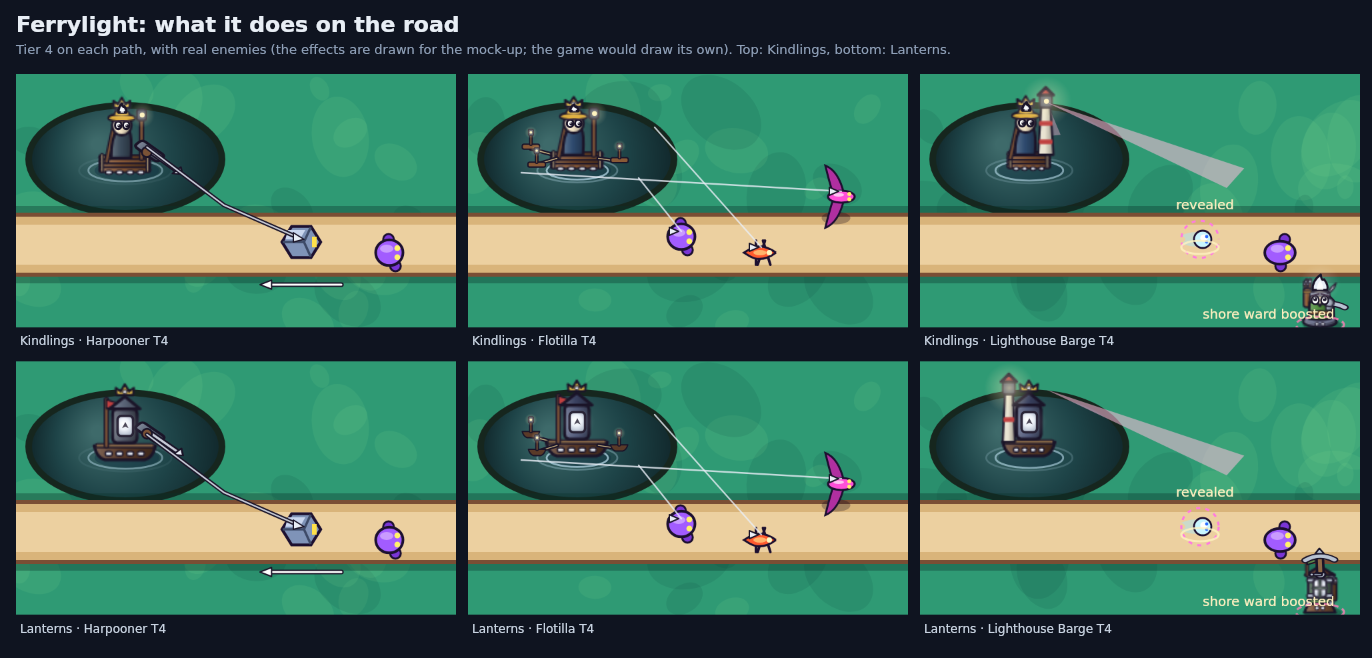 Ferrylight: what it does on the road
Tier 4 on each path, with real enemies (the effects are drawn for the mock-up; the game would draw its own). Top: Kindlings, bottom: Lanterns.
revealed
shore ward boosted
Kindlings · Harpooner T4
Kindlings · Flotilla T4
Kindlings · Lighthouse Barge T4
revealed
shore ward boosted
Lanterns · Harpooner T4
Lanterns · Flotilla T4
Lanterns · Lighthouse Barge T4